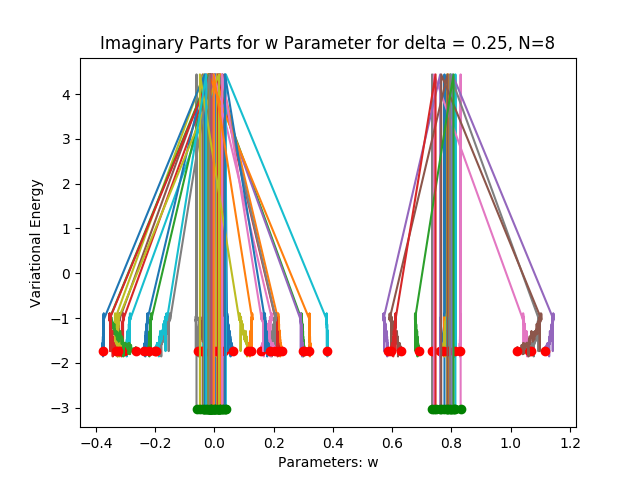 Imaginary Parts for w Parameter for delta = 0.25, N=8
Variational Energy
4
3
2
1
0
−1
−2
−3
−0.4 −0.2 0.0 0.2 0.4 0.6 0.8 1.0 1.2
Parameters: w